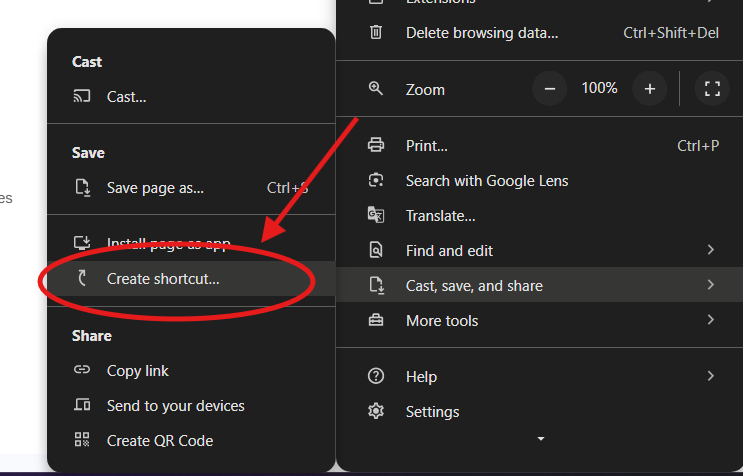 Cast
Cast...
Save
Save page as... Ctrl+S
Install page as app...
Create shortcut...
Share
Copy link
Send to your devices
Create QR Code
es
Extensions
Delete browsing data... Ctrl+Shift+Del
Zoom − 100% +
Print... Ctrl+P
Search with Google Lens
Translate...
Find and edit
Cast, save, and share
More tools
Help
Settings